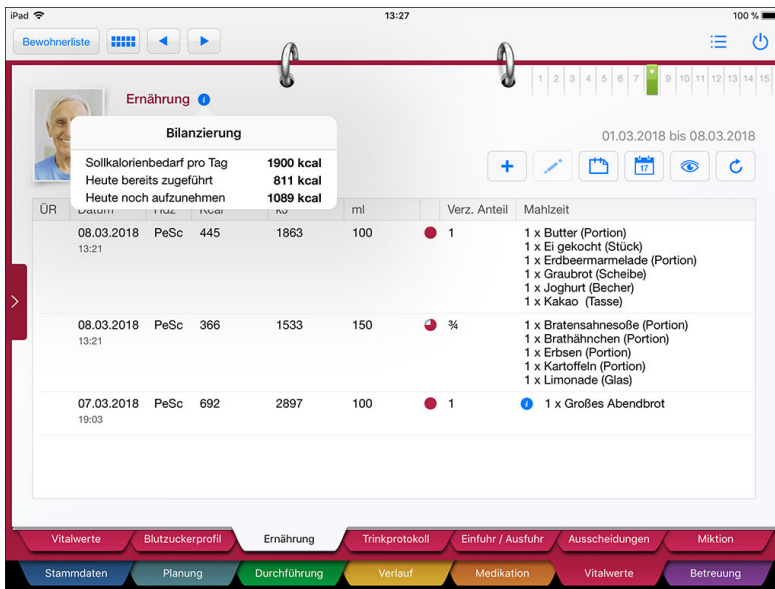 iPad 13:27 100 %
Bewohnerliste
1 2 3 4 5 6 7 9 10 11 12 13 14 15
Ernährung i
Bilanzierung
Sollkalorienbedarf pro Tag 1900 kcal
Heute bereits zugeführt 811 kcal
Heute noch aufzunehmen 1089 kcal
01.03.2018 bis 08.03.2018
17
ÜR Datum Hdz Kcal kJ ml Verz. Anteil Mahlzeit
08.03.2018 PeSc 445 1863 100 1 1 x Butter (Portion)
13:21 1 x Ei gekocht (Stück)
1 x Erdbeermarmelade (Portion)
1 x Graubrot (Scheibe)
1 x Joghurt (Becher)
1 x Kakao (Tasse)
08.03.2018 PeSc 366 1533 150 ¾ 1 x Bratensahnesoße (Portion)
13:21 1 x Brathähnchen (Portion)
1 x Erbsen (Portion)
1 x Kartoffeln (Portion)
1 x Limonade (Glas)
07.03.2018 PeSc 692 2897 100 1 i 1 x Großes Abendbrot
19:03
Vitalwerte Blutzuckerprofil Ernährung Trinkprotokoll Einfuhr / Ausfuhr Ausscheidungen Miktion
Stammdaten Planung Durchführung Verlauf Medikation Vitalwerte Betreuung